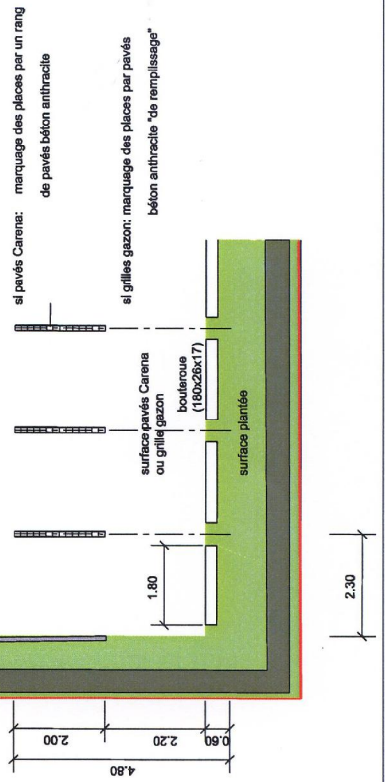 si pavés Carena: marquage des places par un rang
de pavés béton anthracite
si grilles gazon: marquage des places par pavés
béton anthracite "de remplissage"
surface pavés Carena
ou grille gazon
bouteroue
(180x26x17)
surface plantée
1.80
2.30
2.00
2.20
0.60
4.80